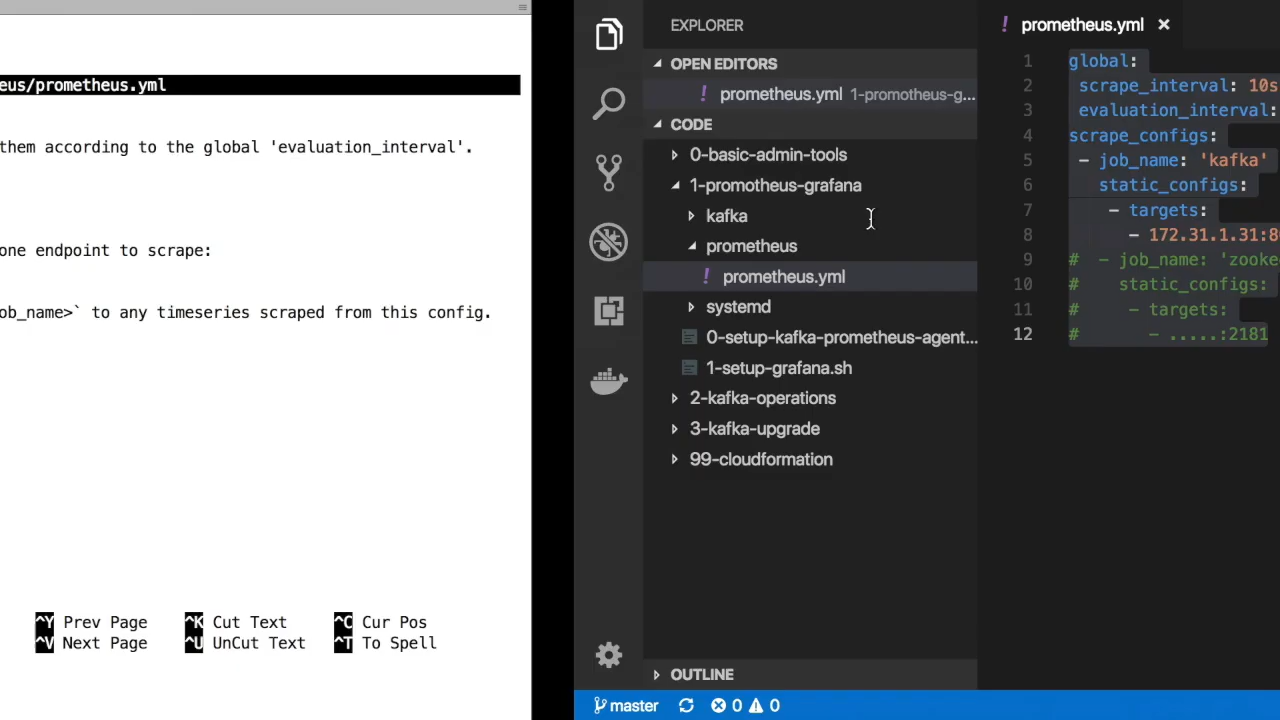 eus/prometheus.yml
them according to the global 'evaluation_interval'.
one endpoint to scrape:
ob_name>` to any timeseries scraped from this config.
^Y Prev Page ^K Cut Text ^C Cur Pos
^V Next Page ^U UnCut Text ^T To Spell
EXPLORER
OPEN EDITORS
! prometheus.yml 1-promotheus-g...
CODE
0-basic-admin-tools
1-promotheus-grafana
kafka
prometheus
! prometheus.yml
systemd
0-setup-kafka-prometheus-agent...
1-setup-grafana.sh
2-kafka-operations
3-kafka-upgrade
99-cloudformation
OUTLINE
master 0 0
! prometheus.yml ×
1 global:
2 scrape_interval: 10s
3 evaluation_interval:
4 scrape_configs:
5 - job_name: 'kafka'
6 static_configs:
7 - targets:
8 - 172.31.1.31:8
9 # - job_name: 'zooke
10 # static_configs:
11 # - targets:
12 # - .....:2181